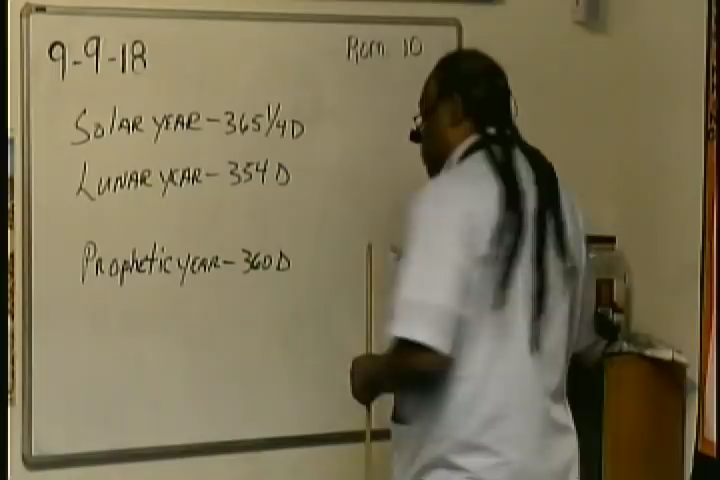 9-9-18
Rom. 10
SOLAR YEAR - 365 1/4 D
LUNAR YEAR - 354 D
Prophetic year - 360 D